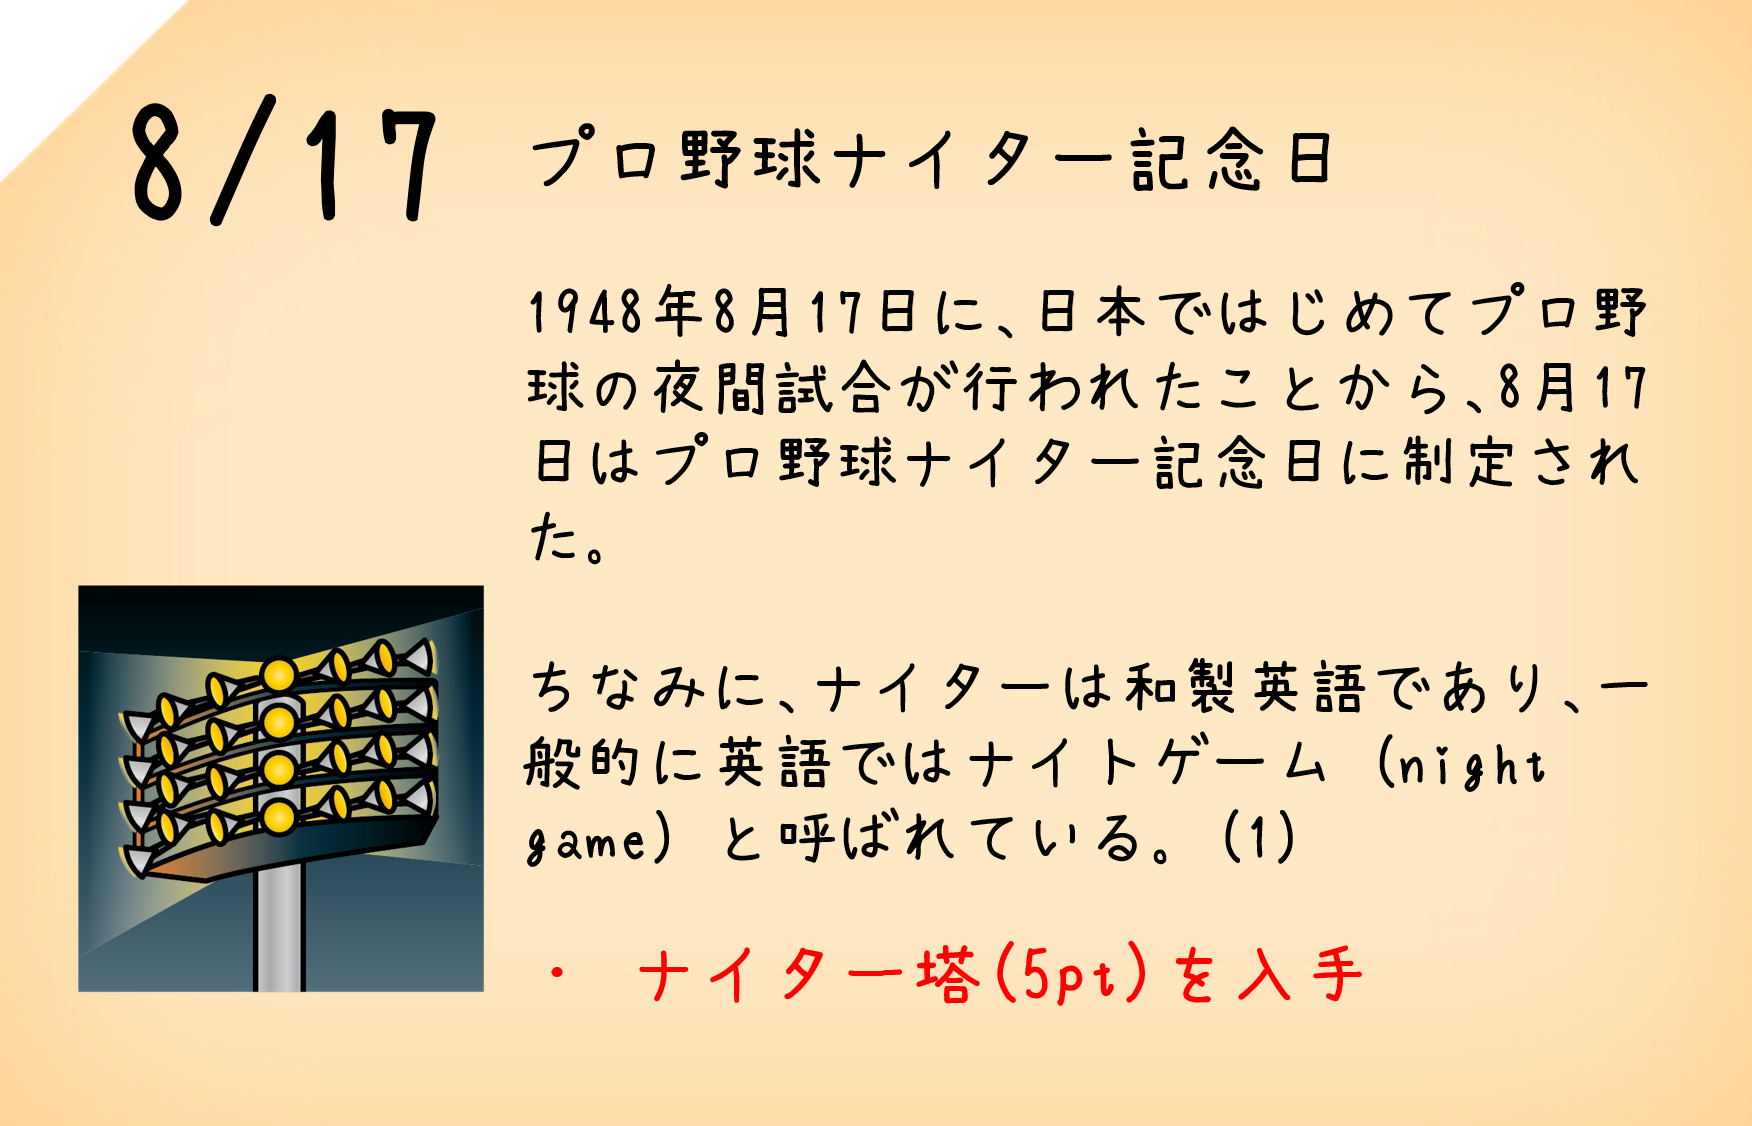 8/17
プロ野球ナイター記念日
1948年8月17日に、日本ではじめてプロ野
球の夜間試合が行われたことから、8月17
日はプロ野球ナイター記念日に制定され
た。
ちなみに、ナイターは和製英語であり、一
般的に英語ではナイトゲーム (night
game) と呼ばれている。(1)
・ ナイター塔(5pt)を入手